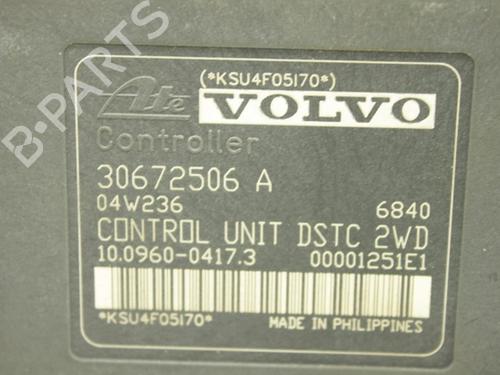 (*KSU4F05170*)
Ate VOLVO
Controller
30672506 A
04W236 6840
CONTROL UNIT DSTC 2WD
10.0960-0417.3 00001251E1
*KSU4F05170*
MADE IN PHILIPPINES
B-PARTS